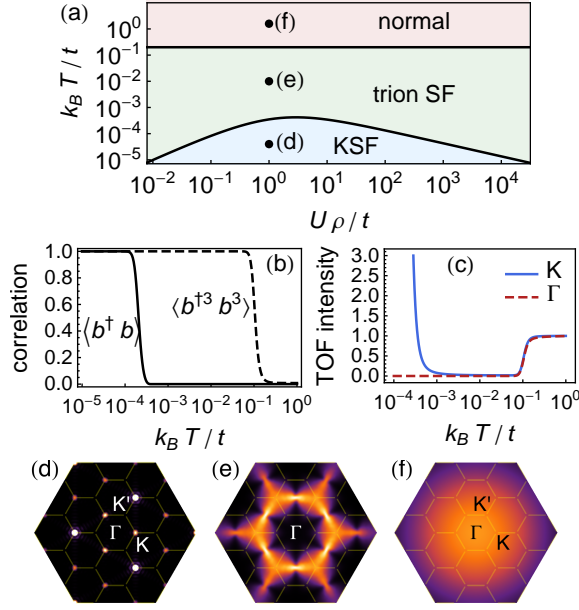 (a)
k_B T / t
10^0
10^-1
10^-2
10^-3
10^-4
10^-5
(f) normal
(e) trion SF
(d) KSF
10^-2 10^-1 10^0 10^1 10^2 10^3 10^4
U ρ / t
(b)
correlation
1.0
0.8
0.6
0.4
0.2
0.0
⟨b† b⟩ ⟨b†3 b3⟩
10^-5 10^-4 10^-3 10^-2 10^-1 10^0
k_B T / t
(c)
TOF intensity
3.0
2.5
2.0
1.5
1.0
0.5
0.0
K
Γ
10^-4 10^-3 10^-2 10^-1 10^0
k_B T / t
(d) (e) (f)
K' Γ K
Γ
K' Γ K